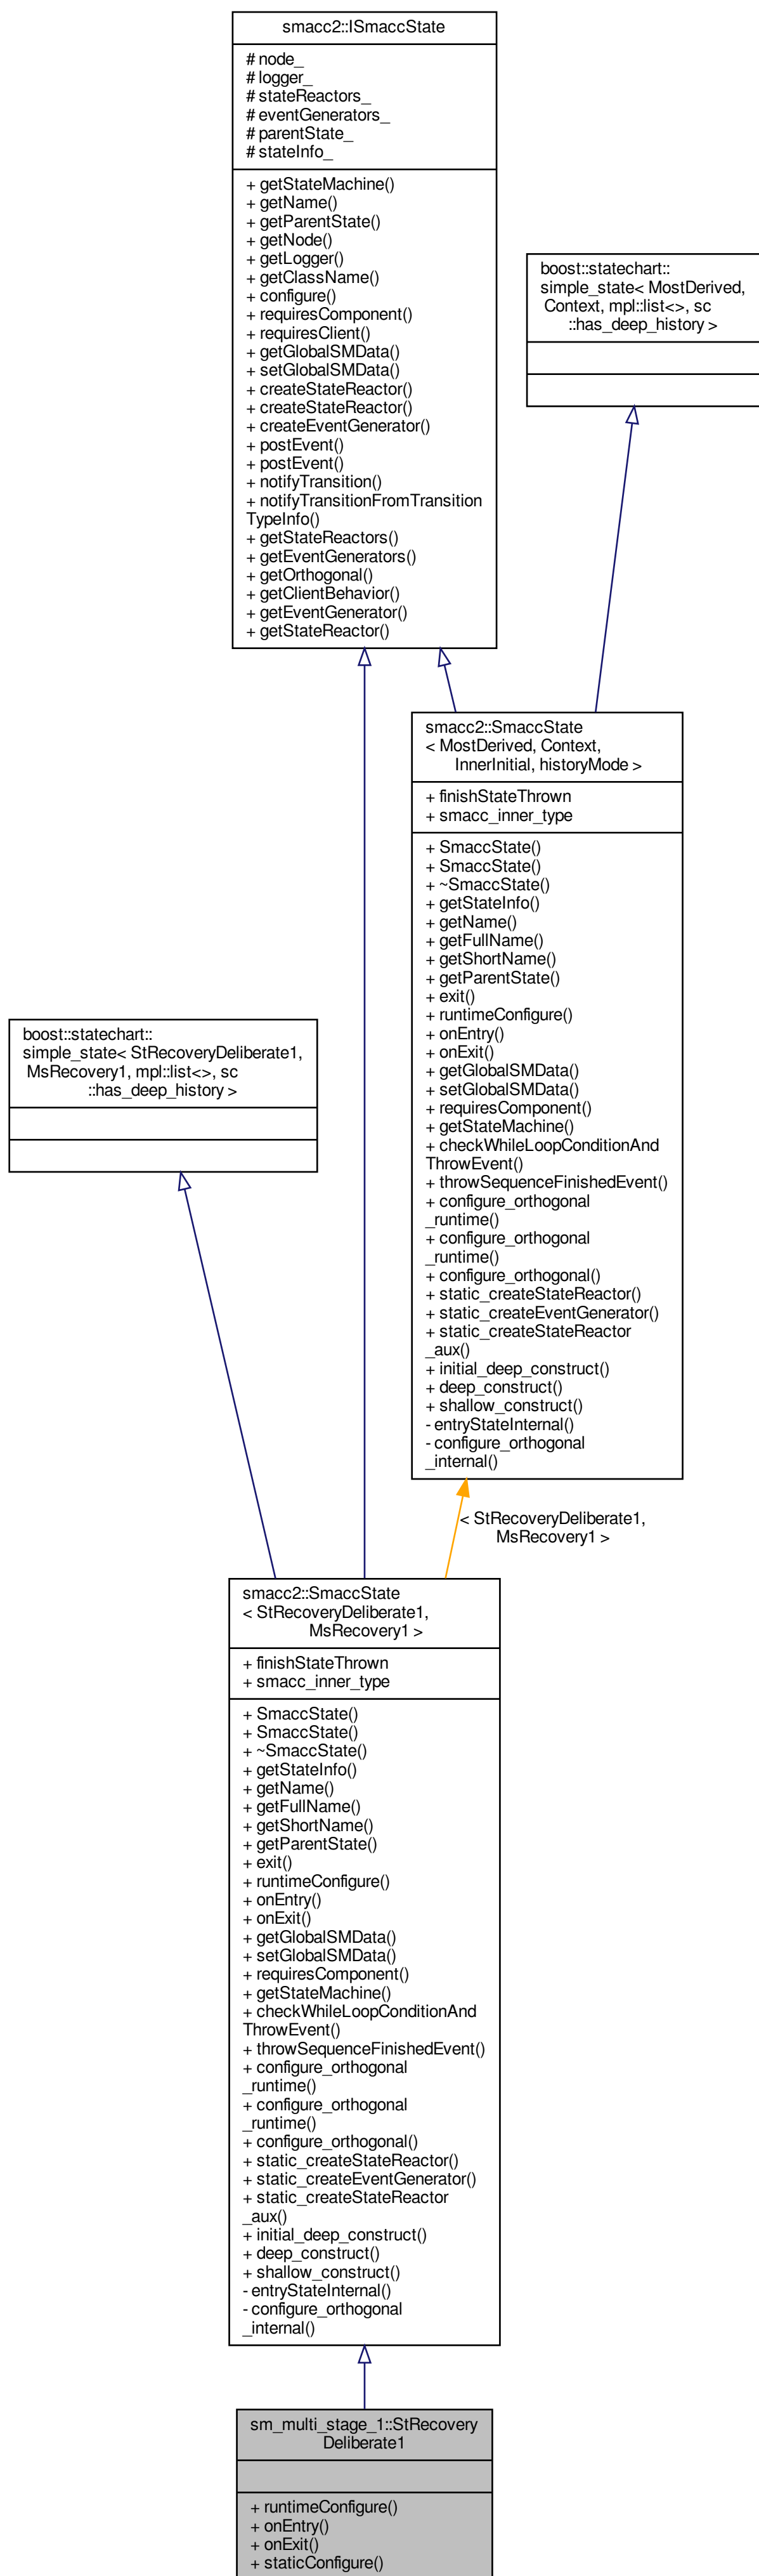 smacc2::ISmaccState
# node_
# logger_
# stateReactors_
# eventGenerators_
# parentState_
# stateInfo_
+ getStateMachine()
+ getName()
+ getParentState()
+ getNode()
+ getLogger()
+ getClassName()
+ configure()
+ requiresComponent()
+ requiresClient()
+ getGlobalSMData()
+ setGlobalSMData()
+ createStateReactor()
+ createStateReactor()
+ createEventGenerator()
+ postEvent()
+ postEvent()
+ notifyTransition()
+ notifyTransitionFromTransition
TypeInfo()
+ getStateReactors()
+ getEventGenerators()
+ getOrthogonal()
+ getClientBehavior()
+ getEventGenerator()
+ getStateReactor()
boost::statechart::
simple_state< MostDerived,
Context, mpl::list<>, sc
::has_deep_history >
smacc2::SmaccState
< MostDerived, Context,
InnerInitial, historyMode >
+ finishStateThrown
+ smacc_inner_type
+ SmaccState()
+ SmaccState()
+ ~SmaccState()
+ getStateInfo()
+ getName()
+ getFullName()
+ getShortName()
+ getParentState()
+ exit()
+ runtimeConfigure()
+ onEntry()
+ onExit()
+ getGlobalSMData()
+ setGlobalSMData()
+ requiresComponent()
+ getStateMachine()
+ checkWhileLoopConditionAnd
ThrowEvent()
+ throwSequenceFinishedEvent()
+ configure_orthogonal
_runtime()
+ configure_orthogonal
_runtime()
+ configure_orthogonal()
+ static_createStateReactor()
+ static_createEventGenerator()
+ static_createStateReactor
_aux()
+ initial_deep_construct()
+ deep_construct()
+ shallow_construct()
- entryStateInternal()
- configure_orthogonal
_internal()
boost::statechart::
simple_state< StRecoveryDeliberate1,
MsRecovery1, mpl::list<>, sc
::has_deep_history >
< StRecoveryDeliberate1,
MsRecovery1 >
smacc2::SmaccState
< StRecoveryDeliberate1,
MsRecovery1 >
+ finishStateThrown
+ smacc_inner_type
+ SmaccState()
+ SmaccState()
+ ~SmaccState()
+ getStateInfo()
+ getName()
+ getFullName()
+ getShortName()
+ getParentState()
+ exit()
+ runtimeConfigure()
+ onEntry()
+ onExit()
+ getGlobalSMData()
+ setGlobalSMData()
+ requiresComponent()
+ getStateMachine()
+ checkWhileLoopConditionAnd
ThrowEvent()
+ throwSequenceFinishedEvent()
+ configure_orthogonal
_runtime()
+ configure_orthogonal
_runtime()
+ configure_orthogonal()
+ static_createStateReactor()
+ static_createEventGenerator()
+ static_createStateReactor
_aux()
+ initial_deep_construct()
+ deep_construct()
+ shallow_construct()
- entryStateInternal()
- configure_orthogonal
_internal()
sm_multi_stage_1::StRecovery
Deliberate1
+ runtimeConfigure()
+ onEntry()
+ onExit()
+ staticConfigure()